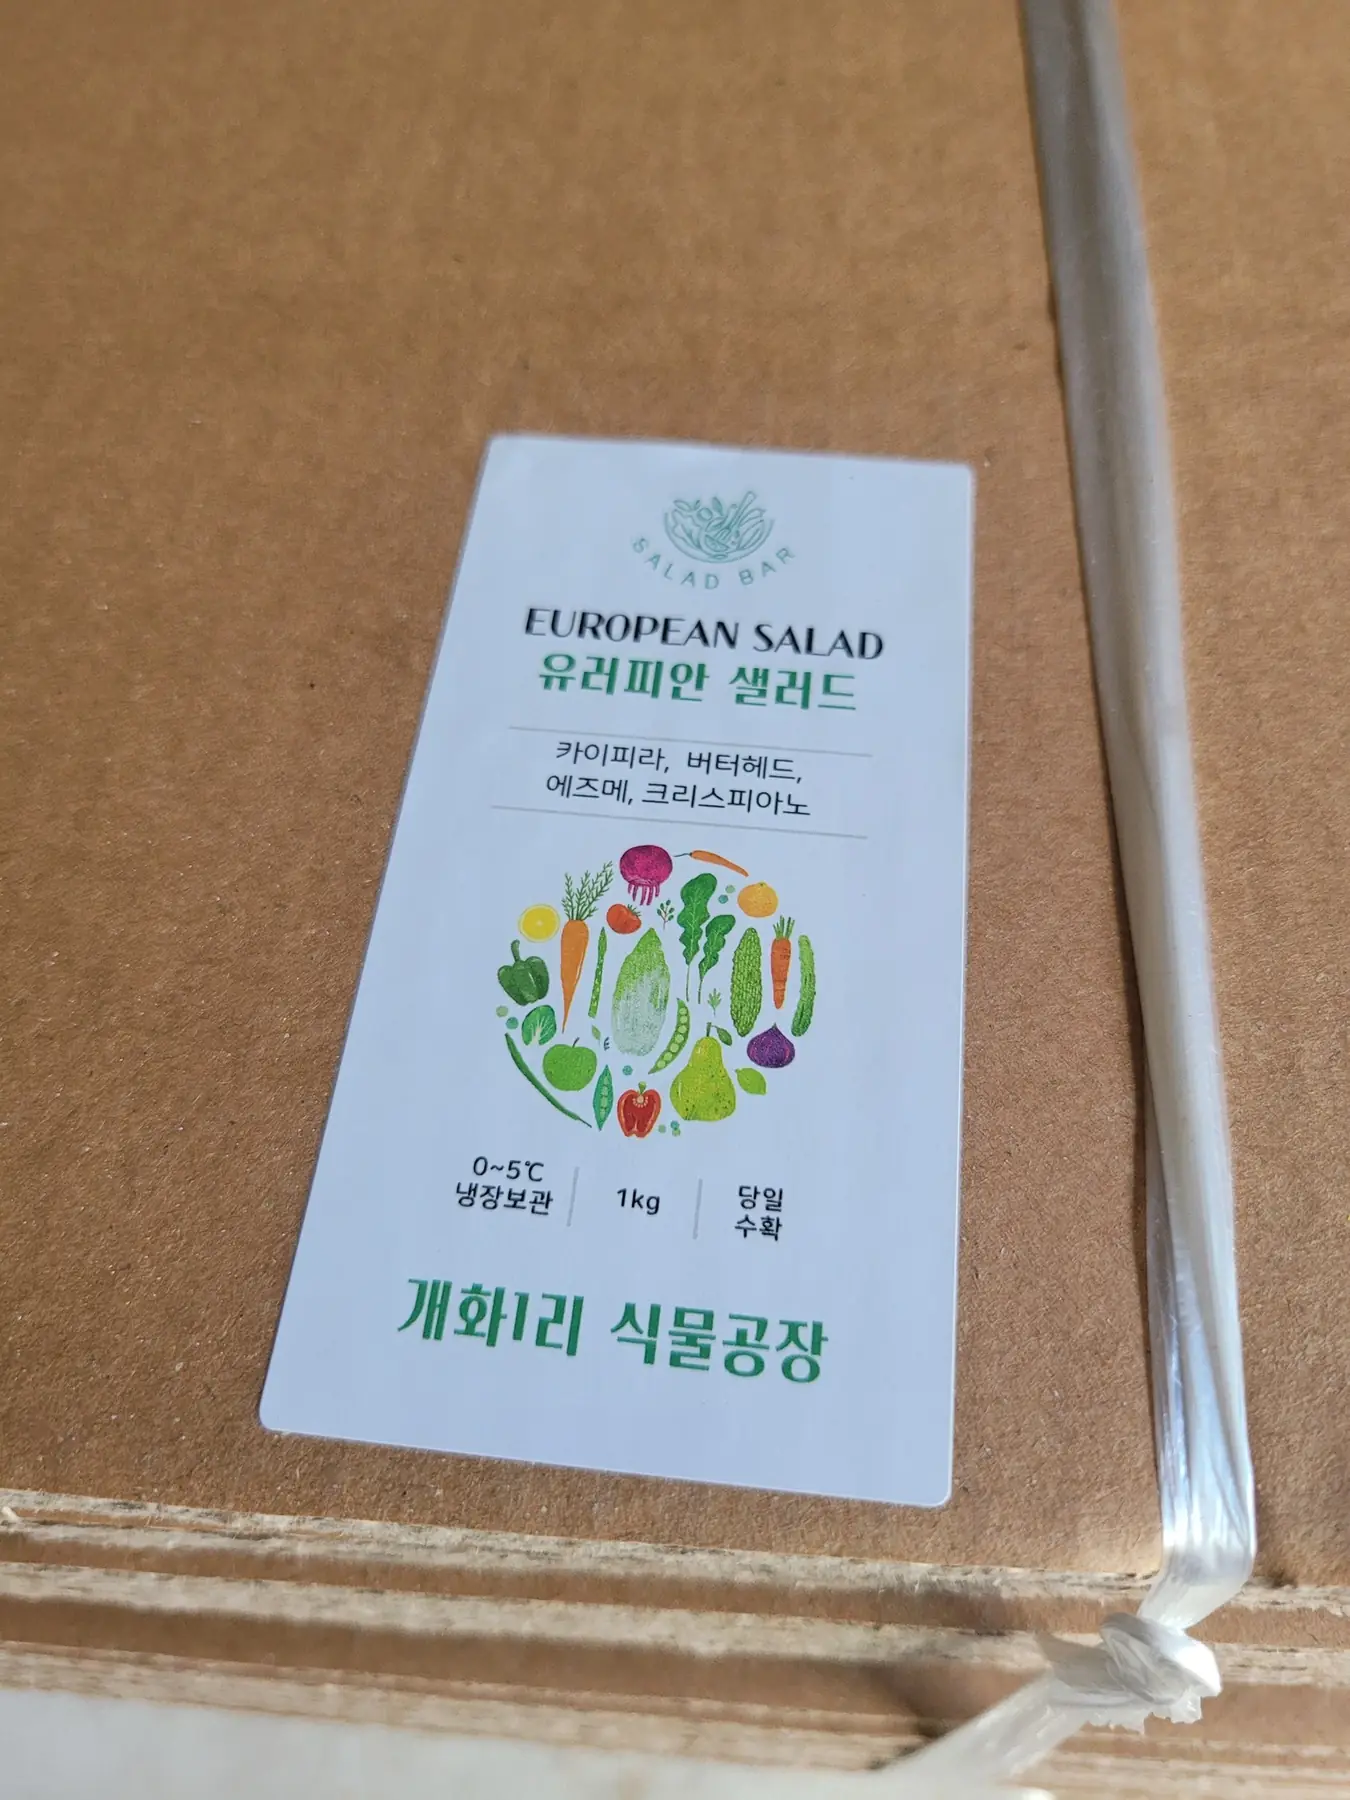 SALAD BAR
EUROPEAN SALAD
유러피안 샐러드
카이피라, 버터헤드,
에즈메, 크리스피아노
0~5℃
냉장보관
1kg
당일
수확
개화1리 식물공장